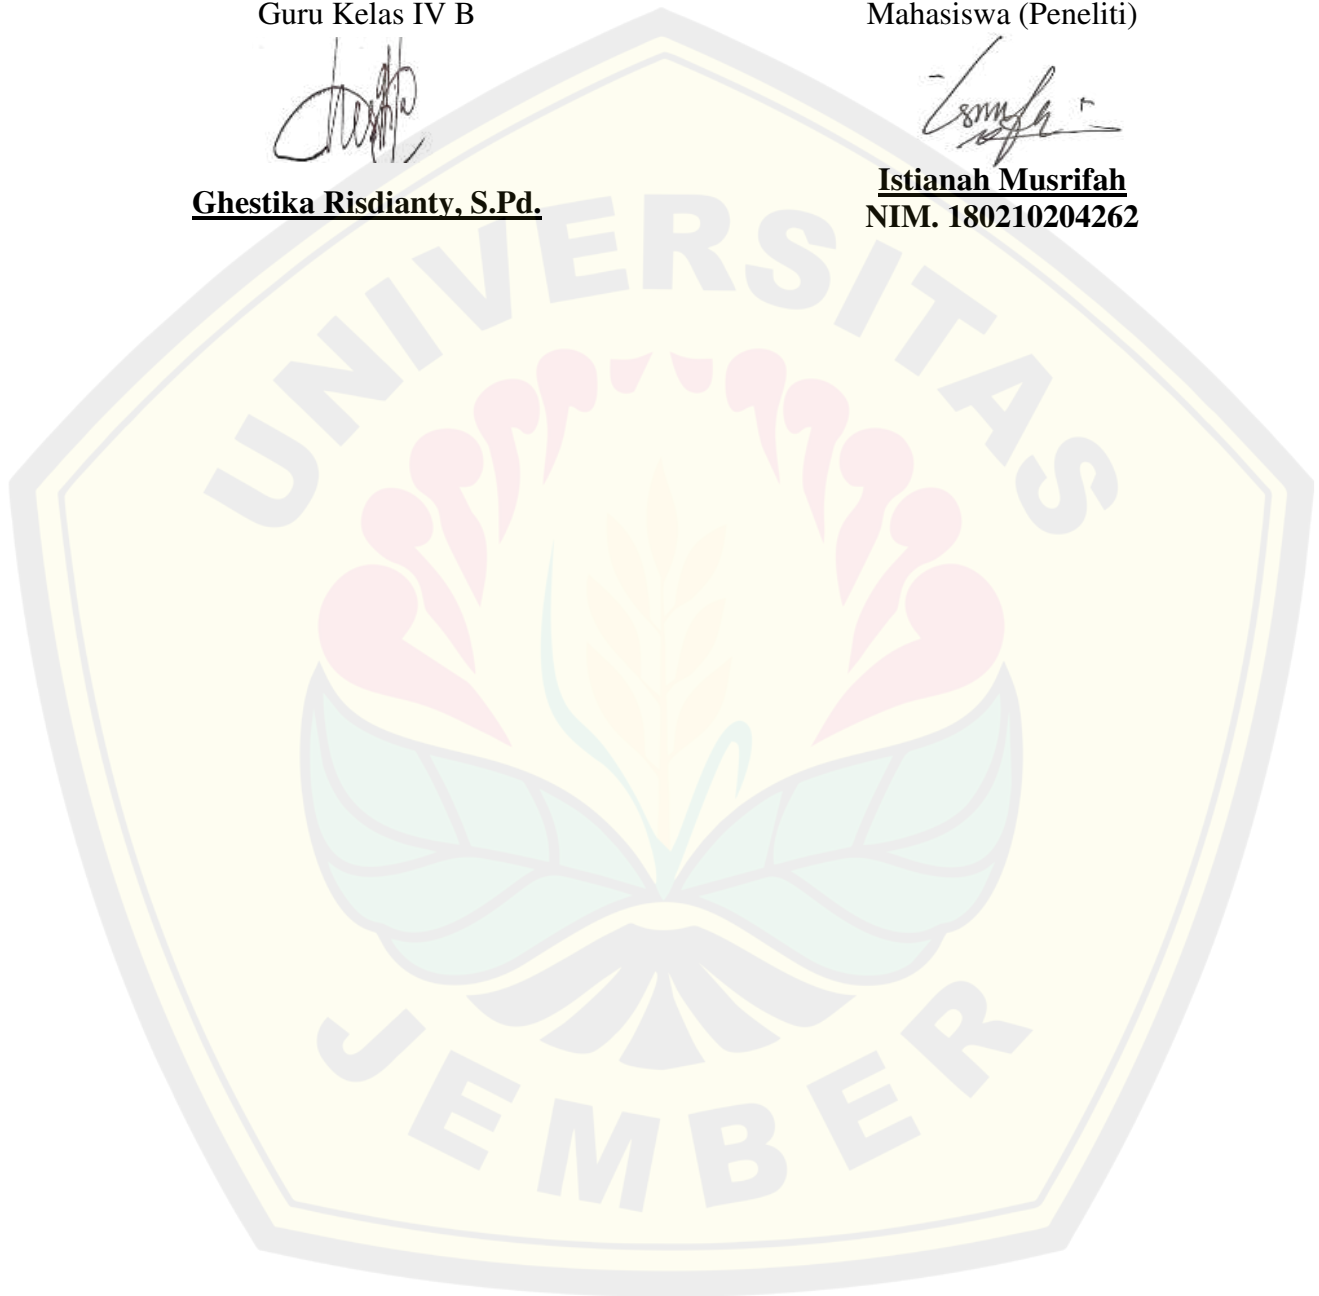 Guru Kelas IV B
Mahasiswa (Peneliti)
Ghestika Risdianty, S.Pd.
Istianah Musrifah
NIM. 180210204262
UNIVERSITAS
JEMBER